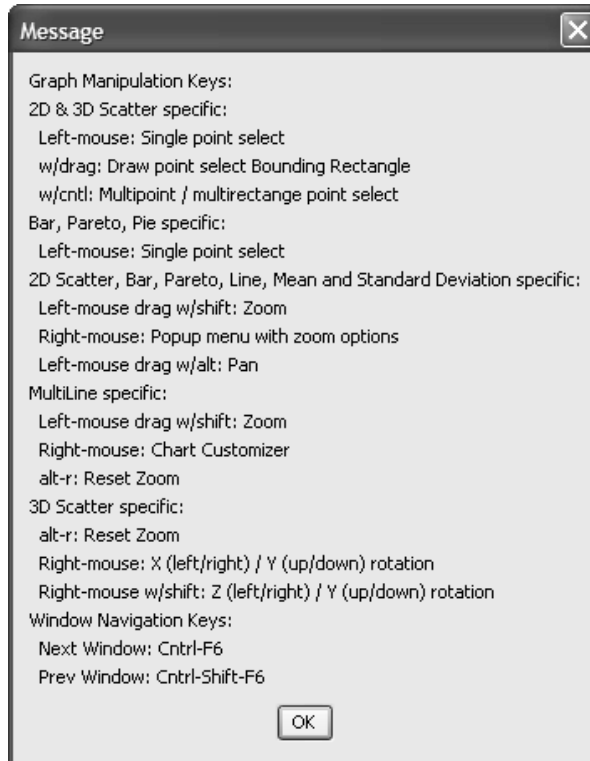 Message
Graph Manipulation Keys:
2D & 3D Scatter specific:
Left-mouse: Single point select
w/drag: Draw point select Bounding Rectangle
w/cntl: Multipoint / multirectange point select
Bar, Pareto, Pie specific:
Left-mouse: Single point select
2D Scatter, Bar, Pareto, Line, Mean and Standard Deviation specific:
Left-mouse drag w/shift: Zoom
Right-mouse: Popup menu with zoom options
Left-mouse drag w/alt: Pan
MultiLine specific:
Left-mouse drag w/shift: Zoom
Right-mouse: Chart Customizer
alt-r: Reset Zoom
3D Scatter specific:
alt-r: Reset Zoom
Right-mouse: X (left/right) / Y (up/down) rotation
Right-mouse w/shift: Z (left/right) / Y (up/down) rotation
Window Navigation Keys:
Next Window: Cntrl-F6
Prev Window: Cntrl-Shift-F6
OK